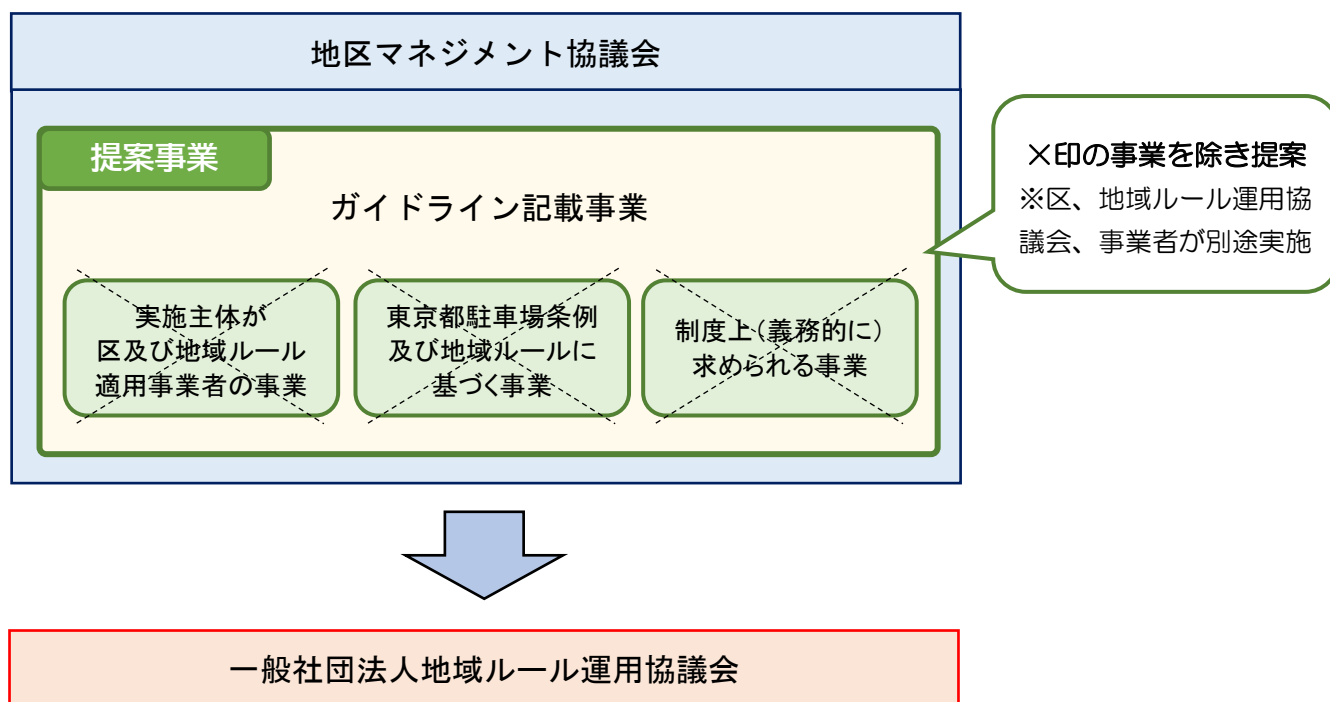 地区マネジメント協議会
提案事業
ガイドライン記載事業
実施主体が
区及び地域ルール
適用事業者の事業
東京都駐車場条例
及び地域ルールに
基づく事業
制度上(義務的に)
求められる事業
×印の事業を除き提案
※区、地域ルール運用協
議会、事業者が別途実施
一般社団法人地域ルール運用協議会